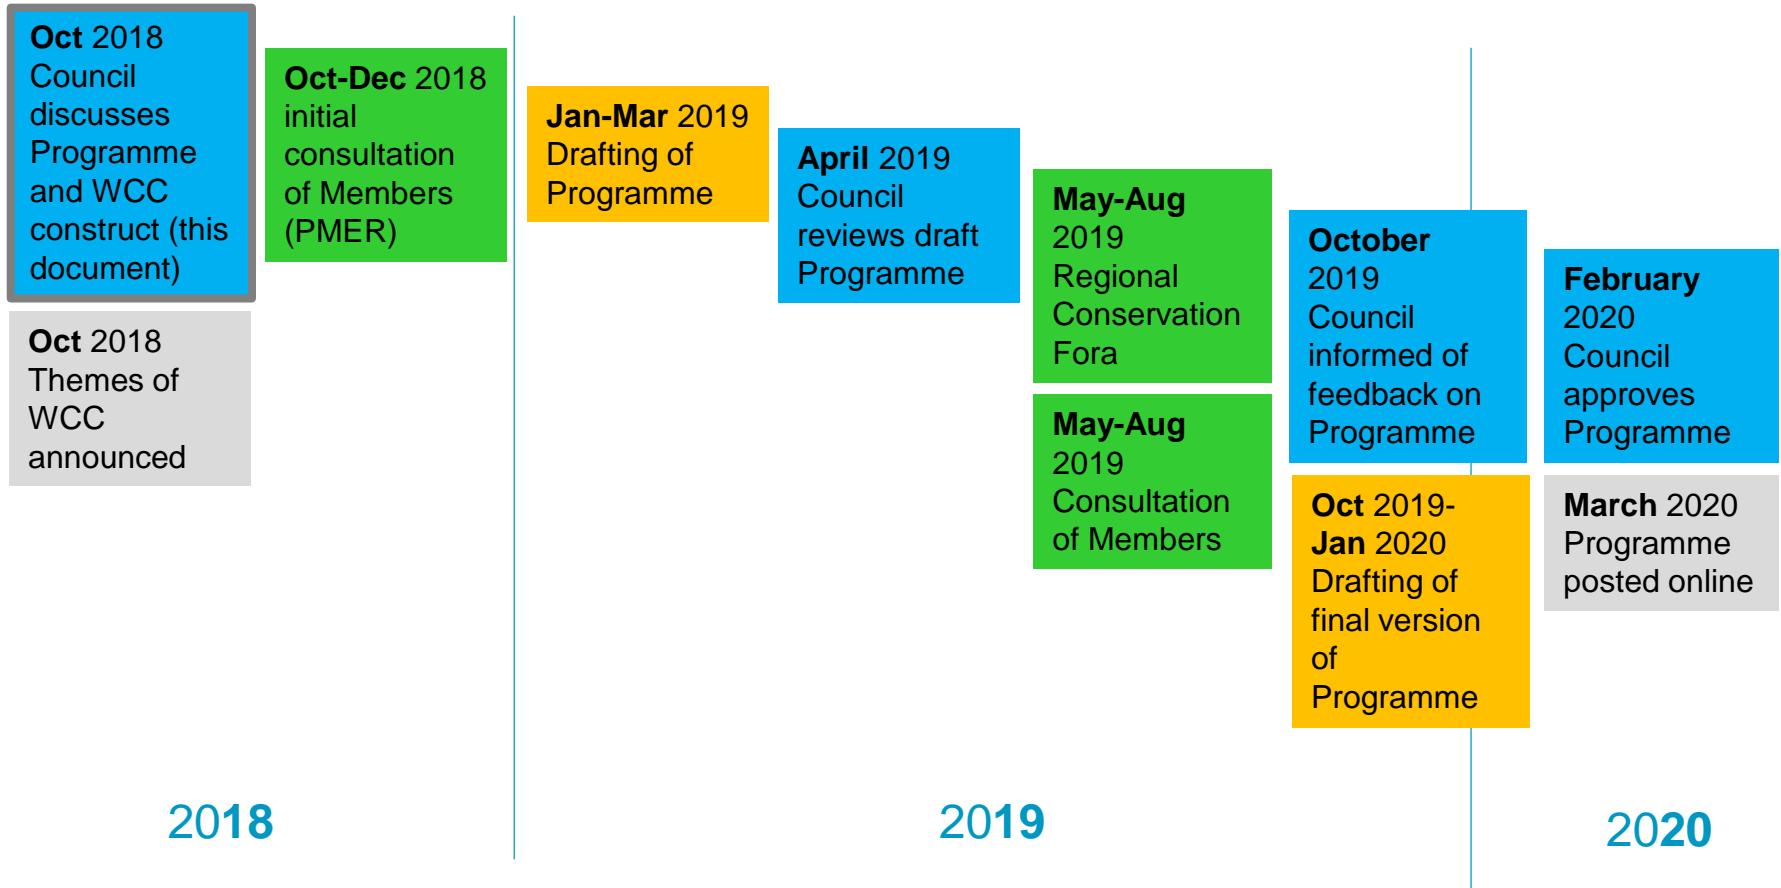 Oct 2018
Council
discusses
Programme
and WCC
construct (this
document)
Oct 2018
Themes of
WCC
announced
Oct-Dec 2018
initial
consultation
of Members
(PMER)
Jan-Mar 2019
Drafting of
Programme
April 2019
Council
reviews draft
Programme
May-Aug
2019
Regional
Conservation
Fora
May-Aug
2019
Consultation
of Members
October
2019
Council
informed of
feedback on
Programme
Oct 2019-
Jan 2020
Drafting of
final version
of
Programme
February
2020
Council
approves
Programme
March 2020
Programme
posted online
2018
2019
2020